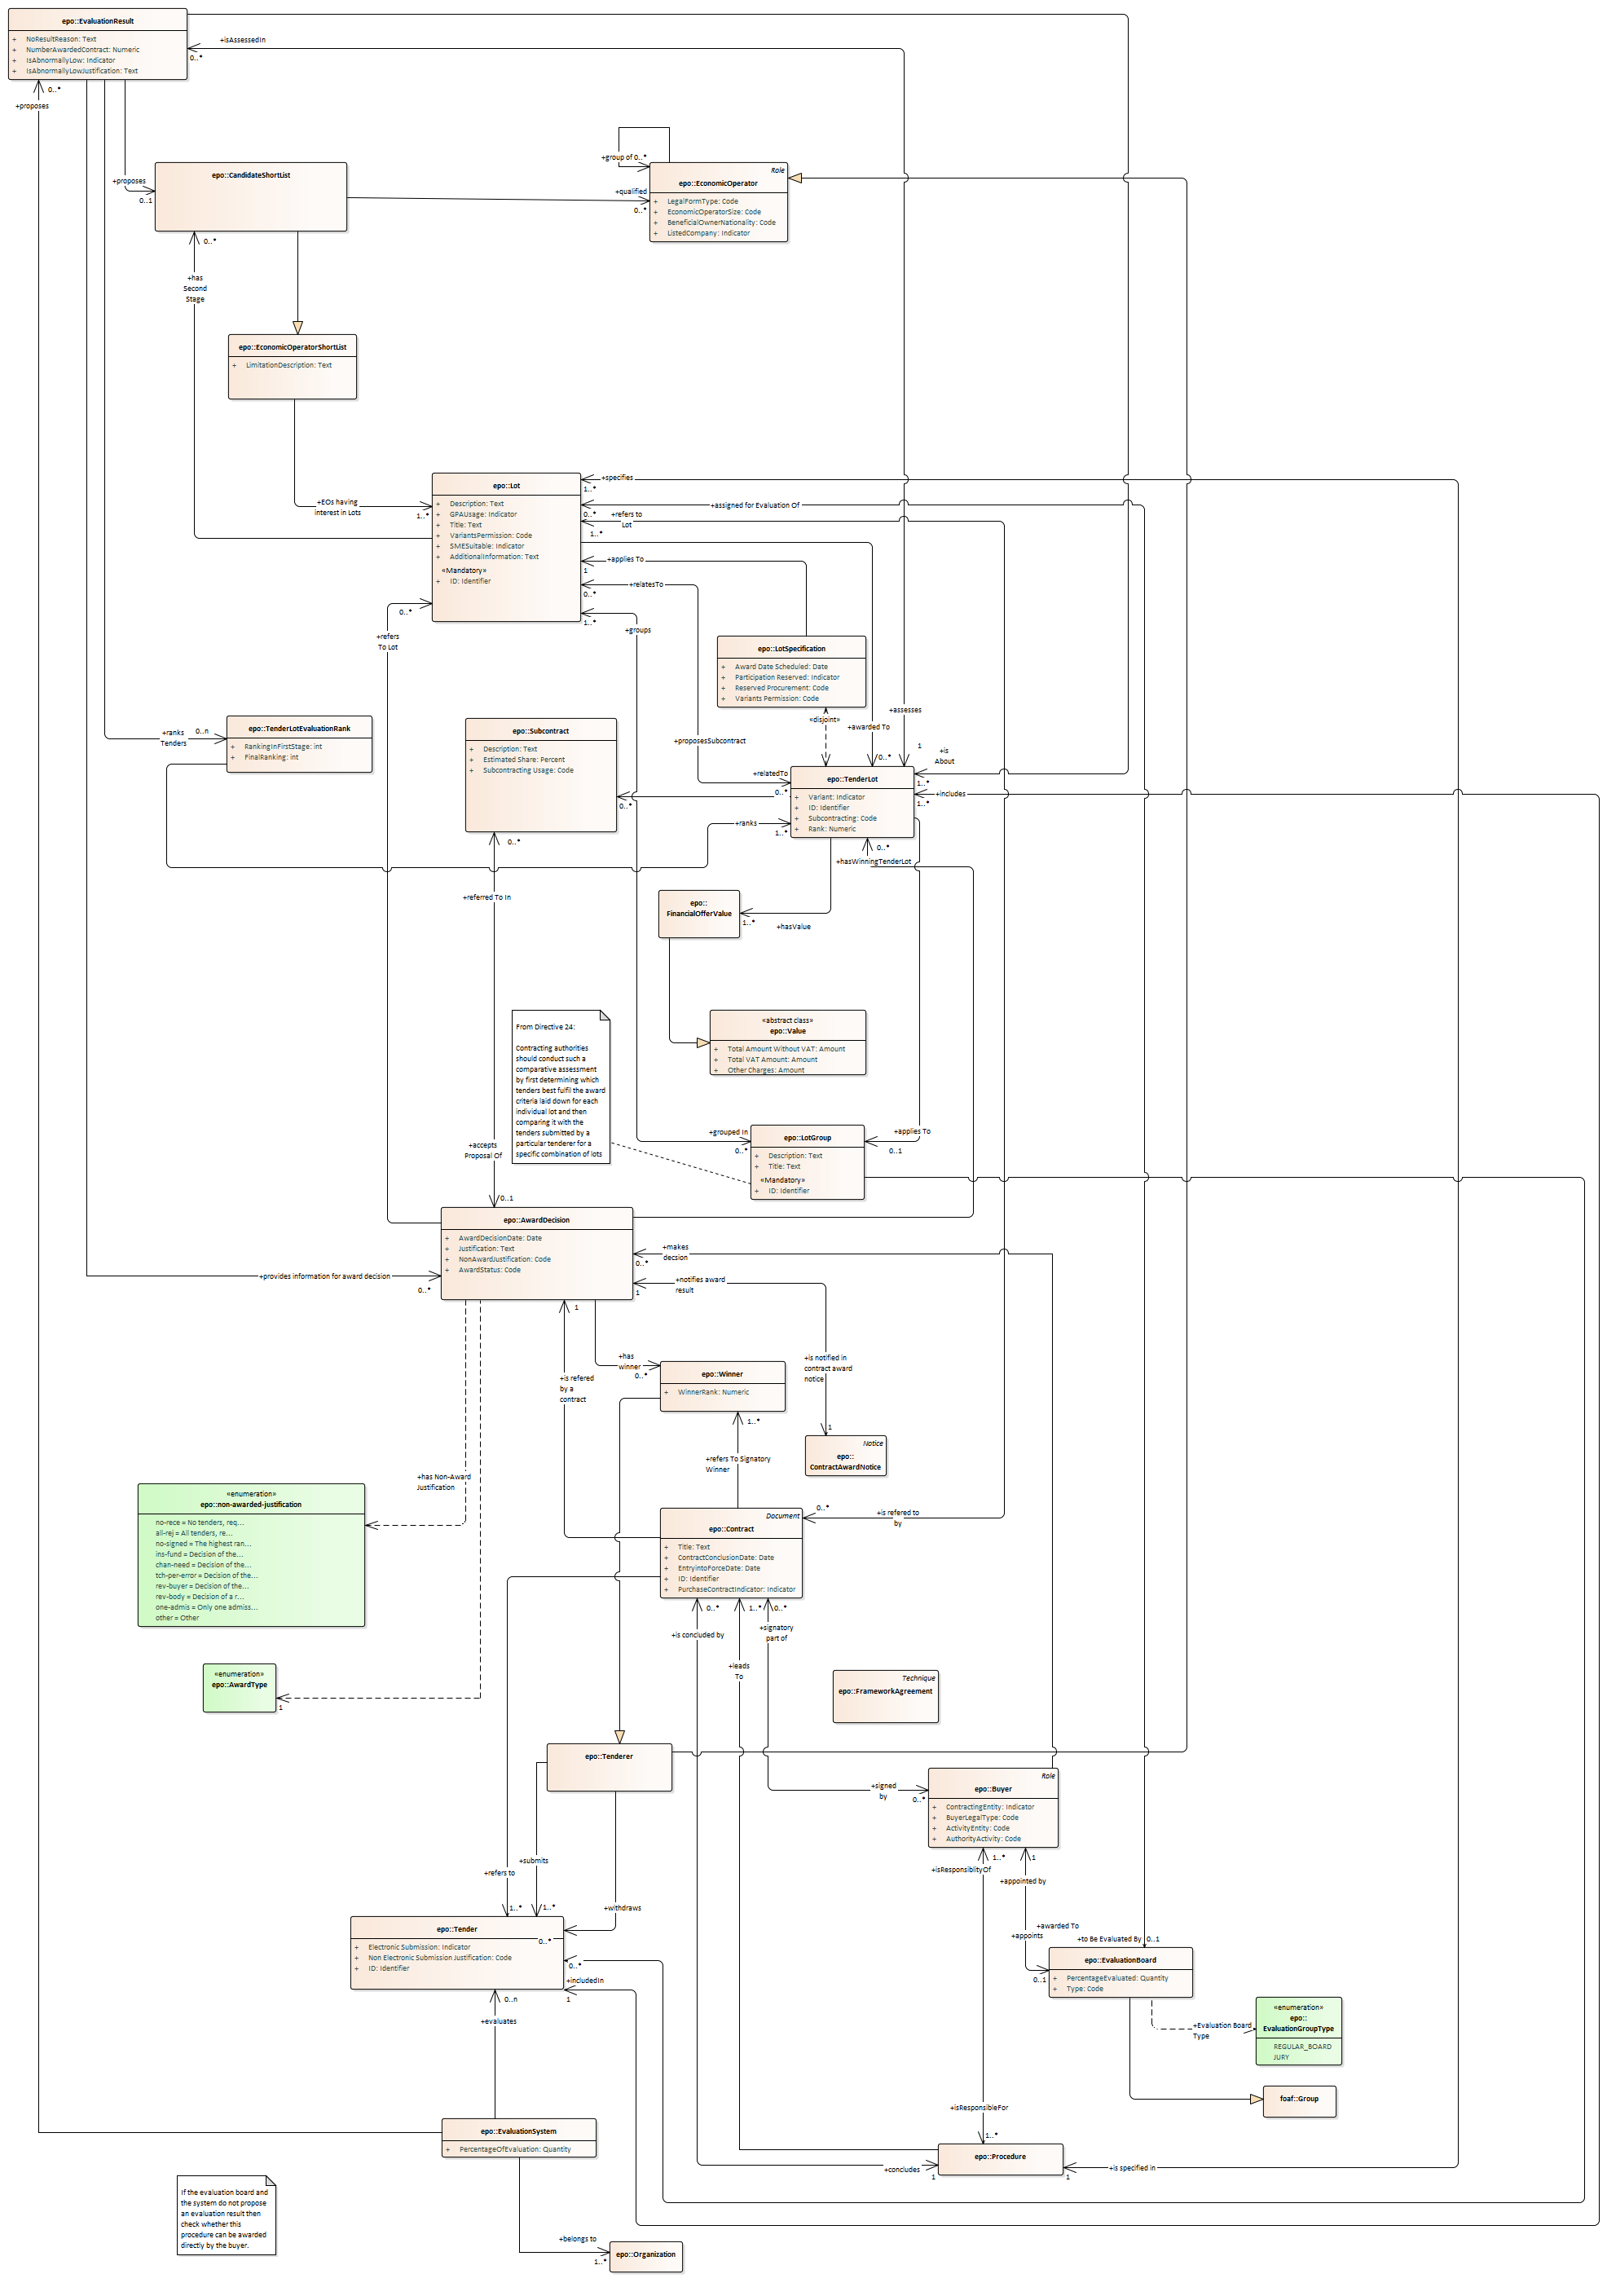 epo::EvaluationResult
+ NoResultReason: Text
+ NumberAwardedContract: Numeric
+ IsAbnormallyLow: Indicator
+ IsAbnormallyLowJustification: Text
+isAssessedIn
0..*
0..*
+proposes
+proposes
0..1
epo::CandidateShortList
+group of 0..*
Role
epo::EconomicOperator
+ LegalFormType: Code
+ EconomicOperatorSize: Code
+ BeneficialOwnerNationality: Code
+ ListedCompany: Indicator
+qualified
0..*
0..*
+has
Second
Stage
epo::EconomicOperatorShortList
+ LimitationDescription: Text
+EOs having
interest in Lots
1..*
epo::Lot
+ Description: Text
+ GPAUsage: Indicator
+ Title: Text
+ VariantsPermission: Code
+ SMESuitable: Indicator
+ AdditionalInformation: Text
«Mandatory»
+ ID: Identifier
+specifies
1..*
+assigned for Evaluation Of
0..*
+refers to
Lot
1..*
+applies To
1
+relatesTo
0..*
1..*
+groups
0..*
+refers
To Lot
epo::LotSpecification
+ Award Date Scheduled: Date
+ Participation Reserved: Indicator
+ Reserved Procurement: Code
+ Variants Permission: Code
«disjoint»
+awarded To
0..*
+assesses
1
+is
About
1..*
+ranks
Tenders
0..n
epo::TenderLotEvaluationRank
+ RankingInFirstStage: int
+ FinalRanking: int
epo::Subcontract
+ Description: Text
+ Estimated Share: Percent
+ Subcontracting Usage: Code
+proposesSubcontract
0..*
+relatedTo
0..*
epo::TenderLot
+ Variant: Indicator
+ ID: Identifier
+ Subcontracting: Code
+ Rank: Numeric
+includes
1..*
+ranks
1..*
0..*
+hasWinningTenderLot
0..*
+referred To In
epo::
FinancialOfferValue
1..*
+hasValue
From Directive 24:
Contracting authorities
should conduct such a
comparative assessment
by first determining which
tenders best fulfil the award
criteria laid down for each
individual lot and then
comparing it with the
tenders submitted by a
particular tenderer for a
specific combination of lots
«abstract class»
epo::Value
+ Total Amount Without VAT: Amount
+ Total VAT Amount: Amount
+ Other Charges: Amount
+grouped In
0..*
epo::LotGroup
+ Description: Text
+ Title: Text
«Mandatory»
+ ID: Identifier
+applies To
0..1
+accepts
Proposal Of
0..1
epo::AwardDecision
+ AwardDecisionDate: Date
+ Justification: Text
+ NonAwardJustification: Code
+ AwardStatus: Code
+provides information for award decision
0..*
+makes
decsion
0..*
+notifies award
result
1
1
+is refered
by a
contract
+has
winner
0..*
epo::Winner
+ WinnerRank: Numeric
+is notified in
contract award
notice
1
Notice
epo::
ContractAwardNotice
1..*
+refers To Signatory
Winner
+has Non-Award
Justification
«enumeration»
epo::non-awarded-justification
no-rece = No tenders, req...
all-rej = All tenders, re...
no-signed = The highest ran...
ins-fund = Decision of the...
chan-need = Decision of the...
tch-per-error = Decision of the...
rev-buyer = Decision of the...
rev-body = Decision of a r...
one-admis = Only one admiss...
other = Other
Document
epo::Contract
+ Title: Text
+ ContractConclusionDate: Date
+ EntryintoForceDate: Date
+ ID: Identifier
+ PurchaseContractIndicator: Indicator
0..*
+is refered to
by
0..*
+is concluded by
1..*
+leads
To
0..*
+signatory
part of
«enumeration»
epo::AwardType
1
Technique
epo::FrameworkAgreement
epo::Tenderer
+signed
by
0..*
Role
epo::Buyer
+ ContractingEntity: Indicator
+ BuyerLegalType: Code
+ ActivityEntity: Code
+ AuthorityActivity: Code
+refers to
1..*
+submits
1..*
+withdraws
0..*
epo::Tender
+ Electronic Submission: Indicator
+ Non Electronic Submission Justification: Code
+ ID: Identifier
0..*
+includedIn
1
1..*
+isResponsiblityOf
1
+appointed by
+awarded To
+appoints
0..1
+to Be Evaluated By
0..1
epo::EvaluationBoard
+ PercentageEvaluated: Quantity
+ Type: Code
+Evaluation Board
Type
«enumeration»
epo::
EvaluationGroupType
REGULAR_BOARD
JURY
foaf::Group
0..n
+evaluates
epo::EvaluationSystem
+ PercentageOfEvaluation: Quantity
+isResponsibleFor
1..*
epo::Procedure
+concludes
1
+is specified in
1
If the evaluation board and
the system do not propose
an evaluation result then
check whether this
procedure can be awarded
directly by the buyer.
+belongs to
1..*
epo::Organization